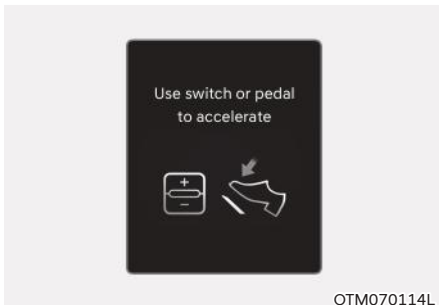 Use switch or pedal
to accelerate
+
−
OTM070114L